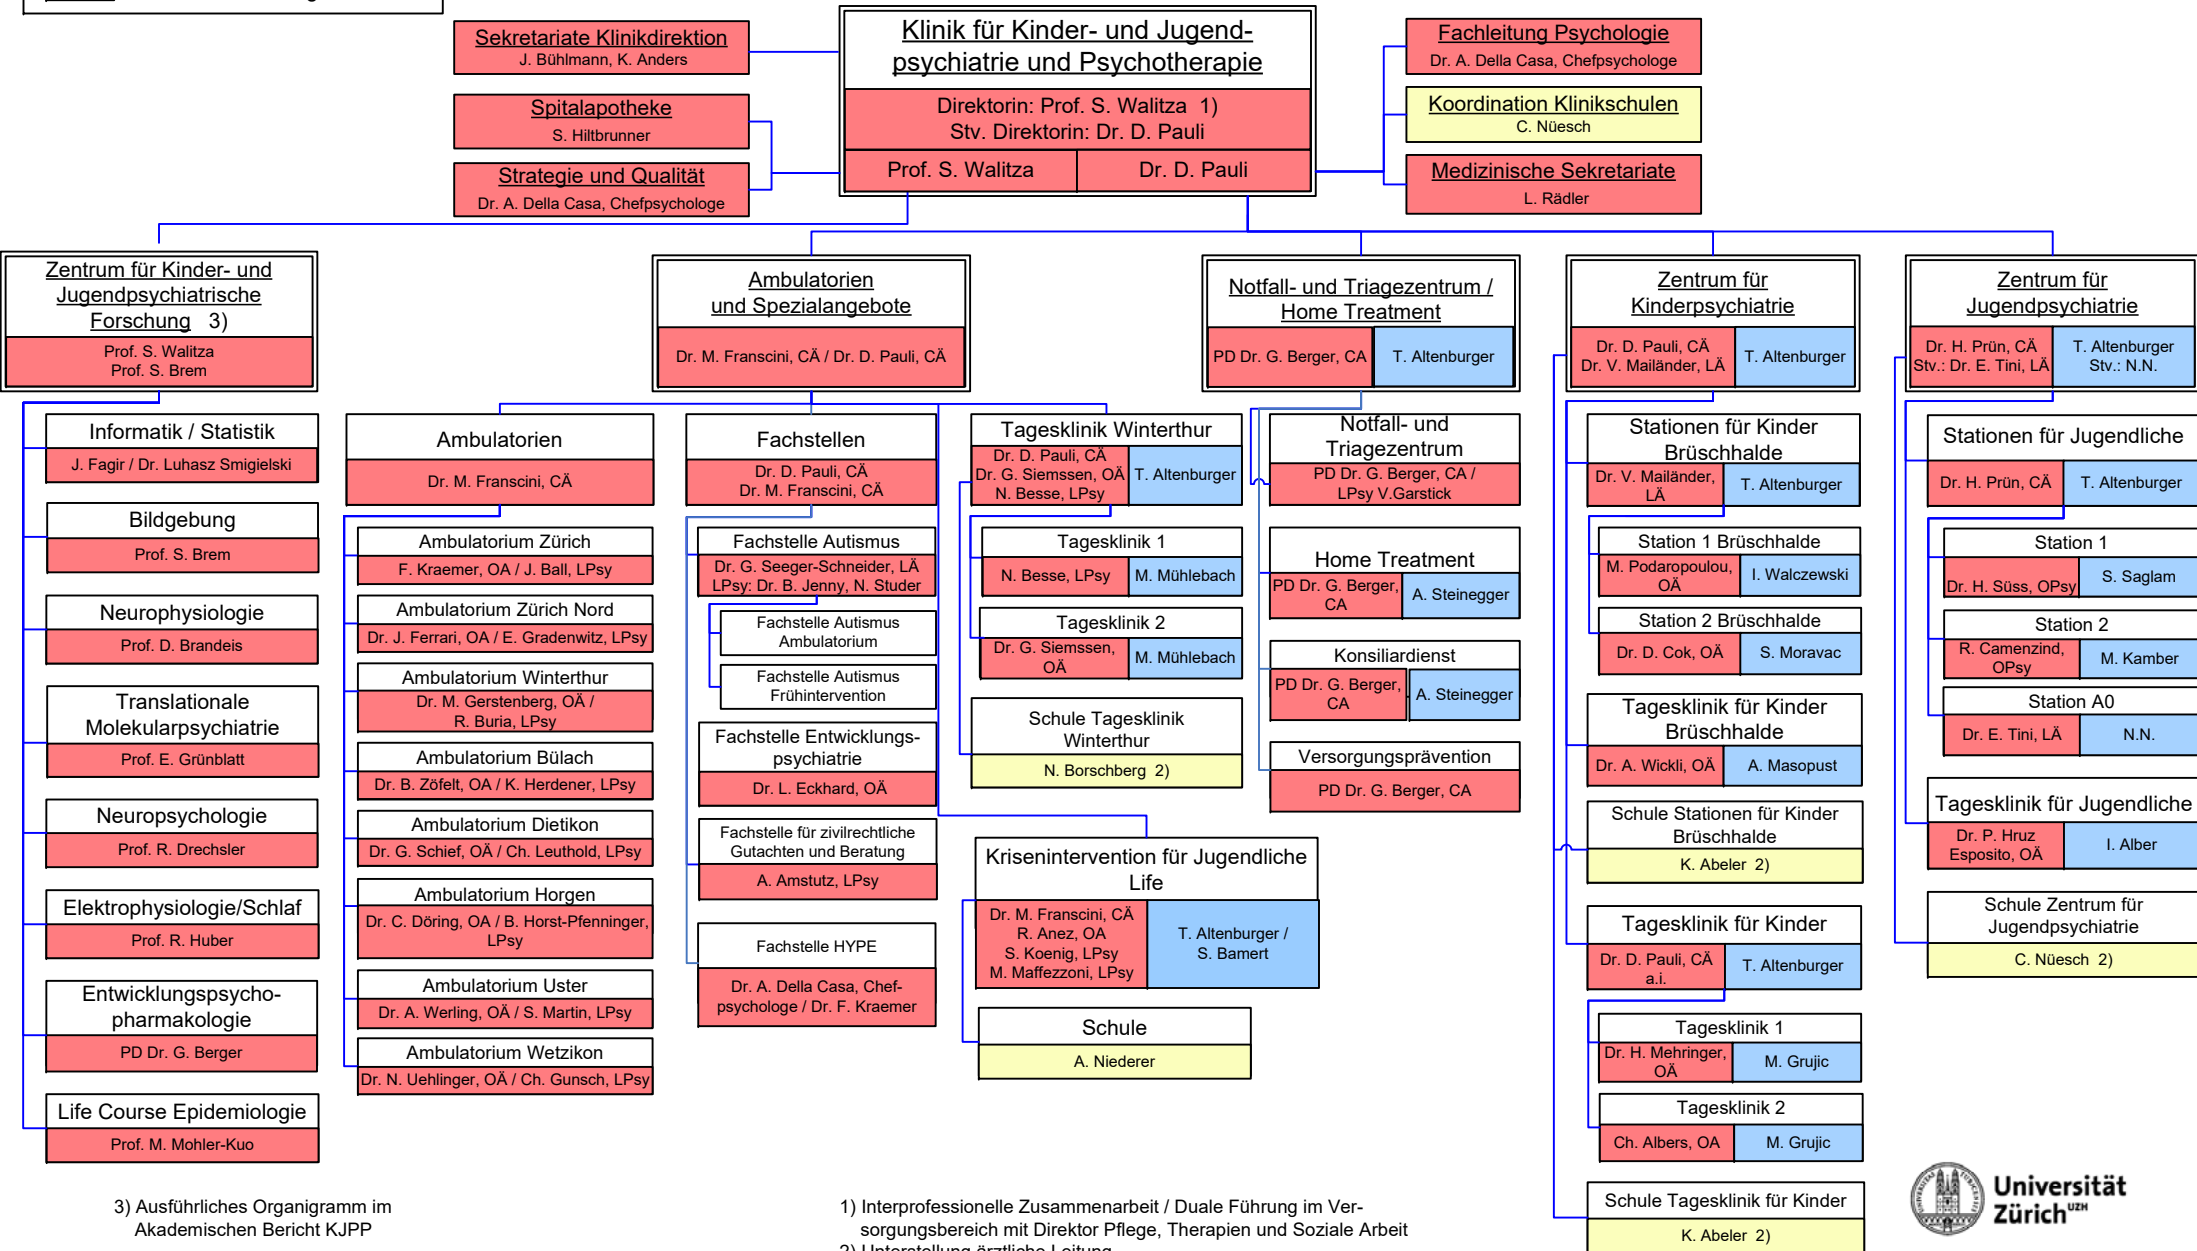 Sekretariate Klinikdirektion
J. Bühlmann, K. Anders
Spitalapotheke
S. Hiltbrunner
Strategie und Qualität
Dr. A. Della Casa, Chefpsychologe
Klinik für Kinder- und Jugend-
psychiatrie und Psychotherapie
Direktorin: Prof. S. Walitza 1)
Stv. Direktorin: Dr. D. Pauli
Prof. S. Walitza
Dr. D. Pauli
Fachleitung Psychologie
Dr. A. Della Casa, Chefpsychologe
Koordination Klinikschulen
C. Nüesch
Medizinische Sekretariate
L. Rädler
Zentrum für Kinder- und
Jugendpsychiatrische
Forschung 3)
Prof. S. Walitza
Prof. S. Brem
Informatik / Statistik
J. Fagir / Dr. Luhasz Smigielski
Bildgebung
Prof. S. Brem
Neurophysiologie
Prof. D. Brandeis
Translationale
Molekularpsychiatrie
Prof. E. Grünblatt
Neuropsychologie
Prof. R. Drechsler
Elektrophysiologie/Schlaf
Prof. R. Huber
Entwicklungspsycho-
pharmakologie
PD Dr. G. Berger
Life Course Epidemiologie
Prof. M. Mohler-Kuo
Ambulatorien
und Spezialangebote
Dr. M. Franscini, CÄ / Dr. D. Pauli, CÄ
Ambulatorien
Dr. M. Franscini, CÄ
Ambulatorium Zürich
F. Kraemer, OA / J. Ball, LPsy
Ambulatorium Zürich Nord
Dr. J. Ferrari, OA / E. Gradenwitz, LPsy
Ambulatorium Winterthur
Dr. M. Gerstenberg, OÄ /
R. Buria, LPsy
Ambulatorium Bülach
Dr. B. Zöfelt, OA / K. Herdener, LPsy
Ambulatorium Dietikon
Dr. G. Schief, OÄ / Ch. Leuthold, LPsy
Ambulatorium Horgen
Dr. C. Döring, OA / B. Horst-Pfenninger,
LPsy
Ambulatorium Uster
Dr. A. Werling, OÄ / S. Martin, LPsy
Ambulatorium Wetzikon
Dr. N. Uehlinger, OÄ / Ch. Gunsch, LPsy
Fachstellen
Dr. D. Pauli, CÄ
Dr. M. Franscini, CÄ
Fachstelle Autismus
Dr. G. Seeger-Schneider, LÄ
LPsy: Dr. B. Jenny, N. Studer
Fachstelle Autismus
Ambulatorium
Fachstelle Autismus
Frühintervention
Fachstelle Entwicklungs-
psychiatrie
Dr. L. Eckhard, OÄ
Fachstelle für zivilrechtliche
Gutachten und Beratung
A. Amstutz, LPsy
Fachstelle HYPE
Dr. A. Della Casa, Chef-
psychologe / Dr. F. Kraemer
Tagesklinik Winterthur
Dr. D. Pauli, CÄ
Dr. G. Siemssen, OÄ
N. Besse, LPsy
T. Altenburger
Tagesklinik 1
N. Besse, LPsy
M. Mühlebach
Tagesklinik 2
Dr. G. Siemssen,
OÄ
M. Mühlebach
Schule Tagesklinik
Winterthur
N. Borschberg 2)
Krisenintervention für Jugendliche
Life
Dr. M. Franscini, CÄ
R. Anez, OA
S. Koenig, LPsy
M. Maffezzoni, LPsy
T. Altenburger /
S. Bamert
Schule
A. Niederer
Notfall- und Triagezentrum /
Home Treatment
PD Dr. G. Berger, CA
T. Altenburger
Notfall- und
Triagezentrum
PD Dr. G. Berger, CA /
LPsy V.Garstick
Home Treatment
PD Dr. G. Berger,
CA
A. Steinegger
Konsiliardienst
PD Dr. G. Berger,
CA
A. Steinegger
Versorgungsprävention
PD Dr. G. Berger, CA
Zentrum für
Kinderpsychiatrie
Dr. D. Pauli, CÄ
Dr. V. Mailänder, LÄ
T. Altenburger
Stationen für Kinder
Brüschhalde
Dr. V. Mailänder,
LÄ
T. Altenburger
Station 1 Brüschhalde
M. Podaropoulou,
OÄ
I. Walczewski
Station 2 Brüschhalde
Dr. D. Cok, OÄ
S. Moravac
Tagesklinik für Kinder
Brüschhalde
Dr. A. Wickli, OÄ
A. Masopust
Schule Stationen für Kinder
Brüschhalde
K. Abeler 2)
Tagesklinik für Kinder
Dr. D. Pauli, CÄ
a.i.
T. Altenburger
Tagesklinik 1
Dr. H. Mehringer,
OÄ
M. Grujic
Tagesklinik 2
Ch. Albers, OA
M. Grujic
Schule Tagesklinik für Kinder
K. Abeler 2)
Zentrum für
Jugendpsychiatrie
Dr. H. Prün, CÄ
Stv.: Dr. E. Tini, LÄ
T. Altenburger
Stv.: N.N.
Stationen für Jugendliche
Dr. H. Prün, CÄ
T. Altenburger
Station 1
Dr. H. Süss, OPsy
S. Saglam
Station 2
R. Camenzind,
OPsy
M. Kamber
Station A0
Dr. E. Tini, LÄ
N.N.
Tagesklinik für Jugendliche
Dr. P. Hruz
Esposito, OÄ
I. Alber
Schule Zentrum für
Jugendpsychiatrie
C. Nüesch 2)
3) Ausführliches Organigramm im
Akademischen Bericht KJPP
1) Interprofessionelle Zusammenarbeit / Duale Führung im Ver-
sorgungsbereich mit Direktor Pflege, Therapien und Soziale Arbeit
2) Unterstellung ärztliche Leitung
Universität
Zürich UZH